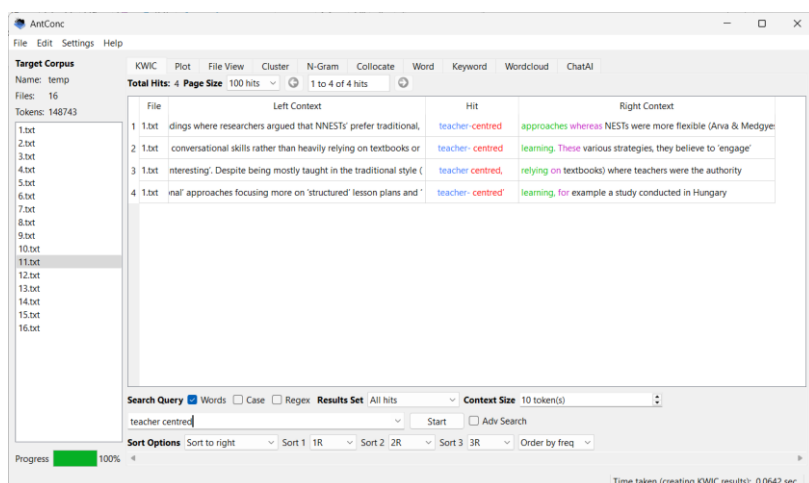 AntConc
File Edit Settings Help
Target Corpus
Name: temp
Files: 16
Tokens: 148743
1.txt
2.txt
3.txt
4.txt
5.txt
6.txt
7.txt
8.txt
9.txt
10.txt
11.txt
12.txt
13.txt
14.txt
15.txt
16.txt
Progress 100%
KWIC Plot File View Cluster N-Gram Collocate Word Keyword Wordcloud ChatAI
Total Hits: 4 Page Size 100 hits 1 to 4 of 4 hits
File Left Context Hit Right Context
1 1.txt dings where researchers argued that NNESTs' prefer traditional, teacher-centred approaches whereas NESTs were more flexible (Arva & Medgye
2 1.txt conversational skills rather than heavily relying on textbooks or teacher- centred learning. These various strategies, they believe to 'engage'
3 1.txt nteresting'. Despite being mostly taught in the traditional style ( teacher centred, relying on textbooks) where teachers were the authority
4 1.txt nal' approaches focusing more on 'structured' lesson plans and ' teacher- centred' learning, for example a study conducted in Hungary
Search Query Words Case Regex Results Set All hits Context Size 10 token(s)
teacher centred Start Adv Search
Sort Options Sort to right Sort 1 1R Sort 2 2R Sort 3 3R Order by freq
Time taken (creating KWIC results): 0.0642 sec